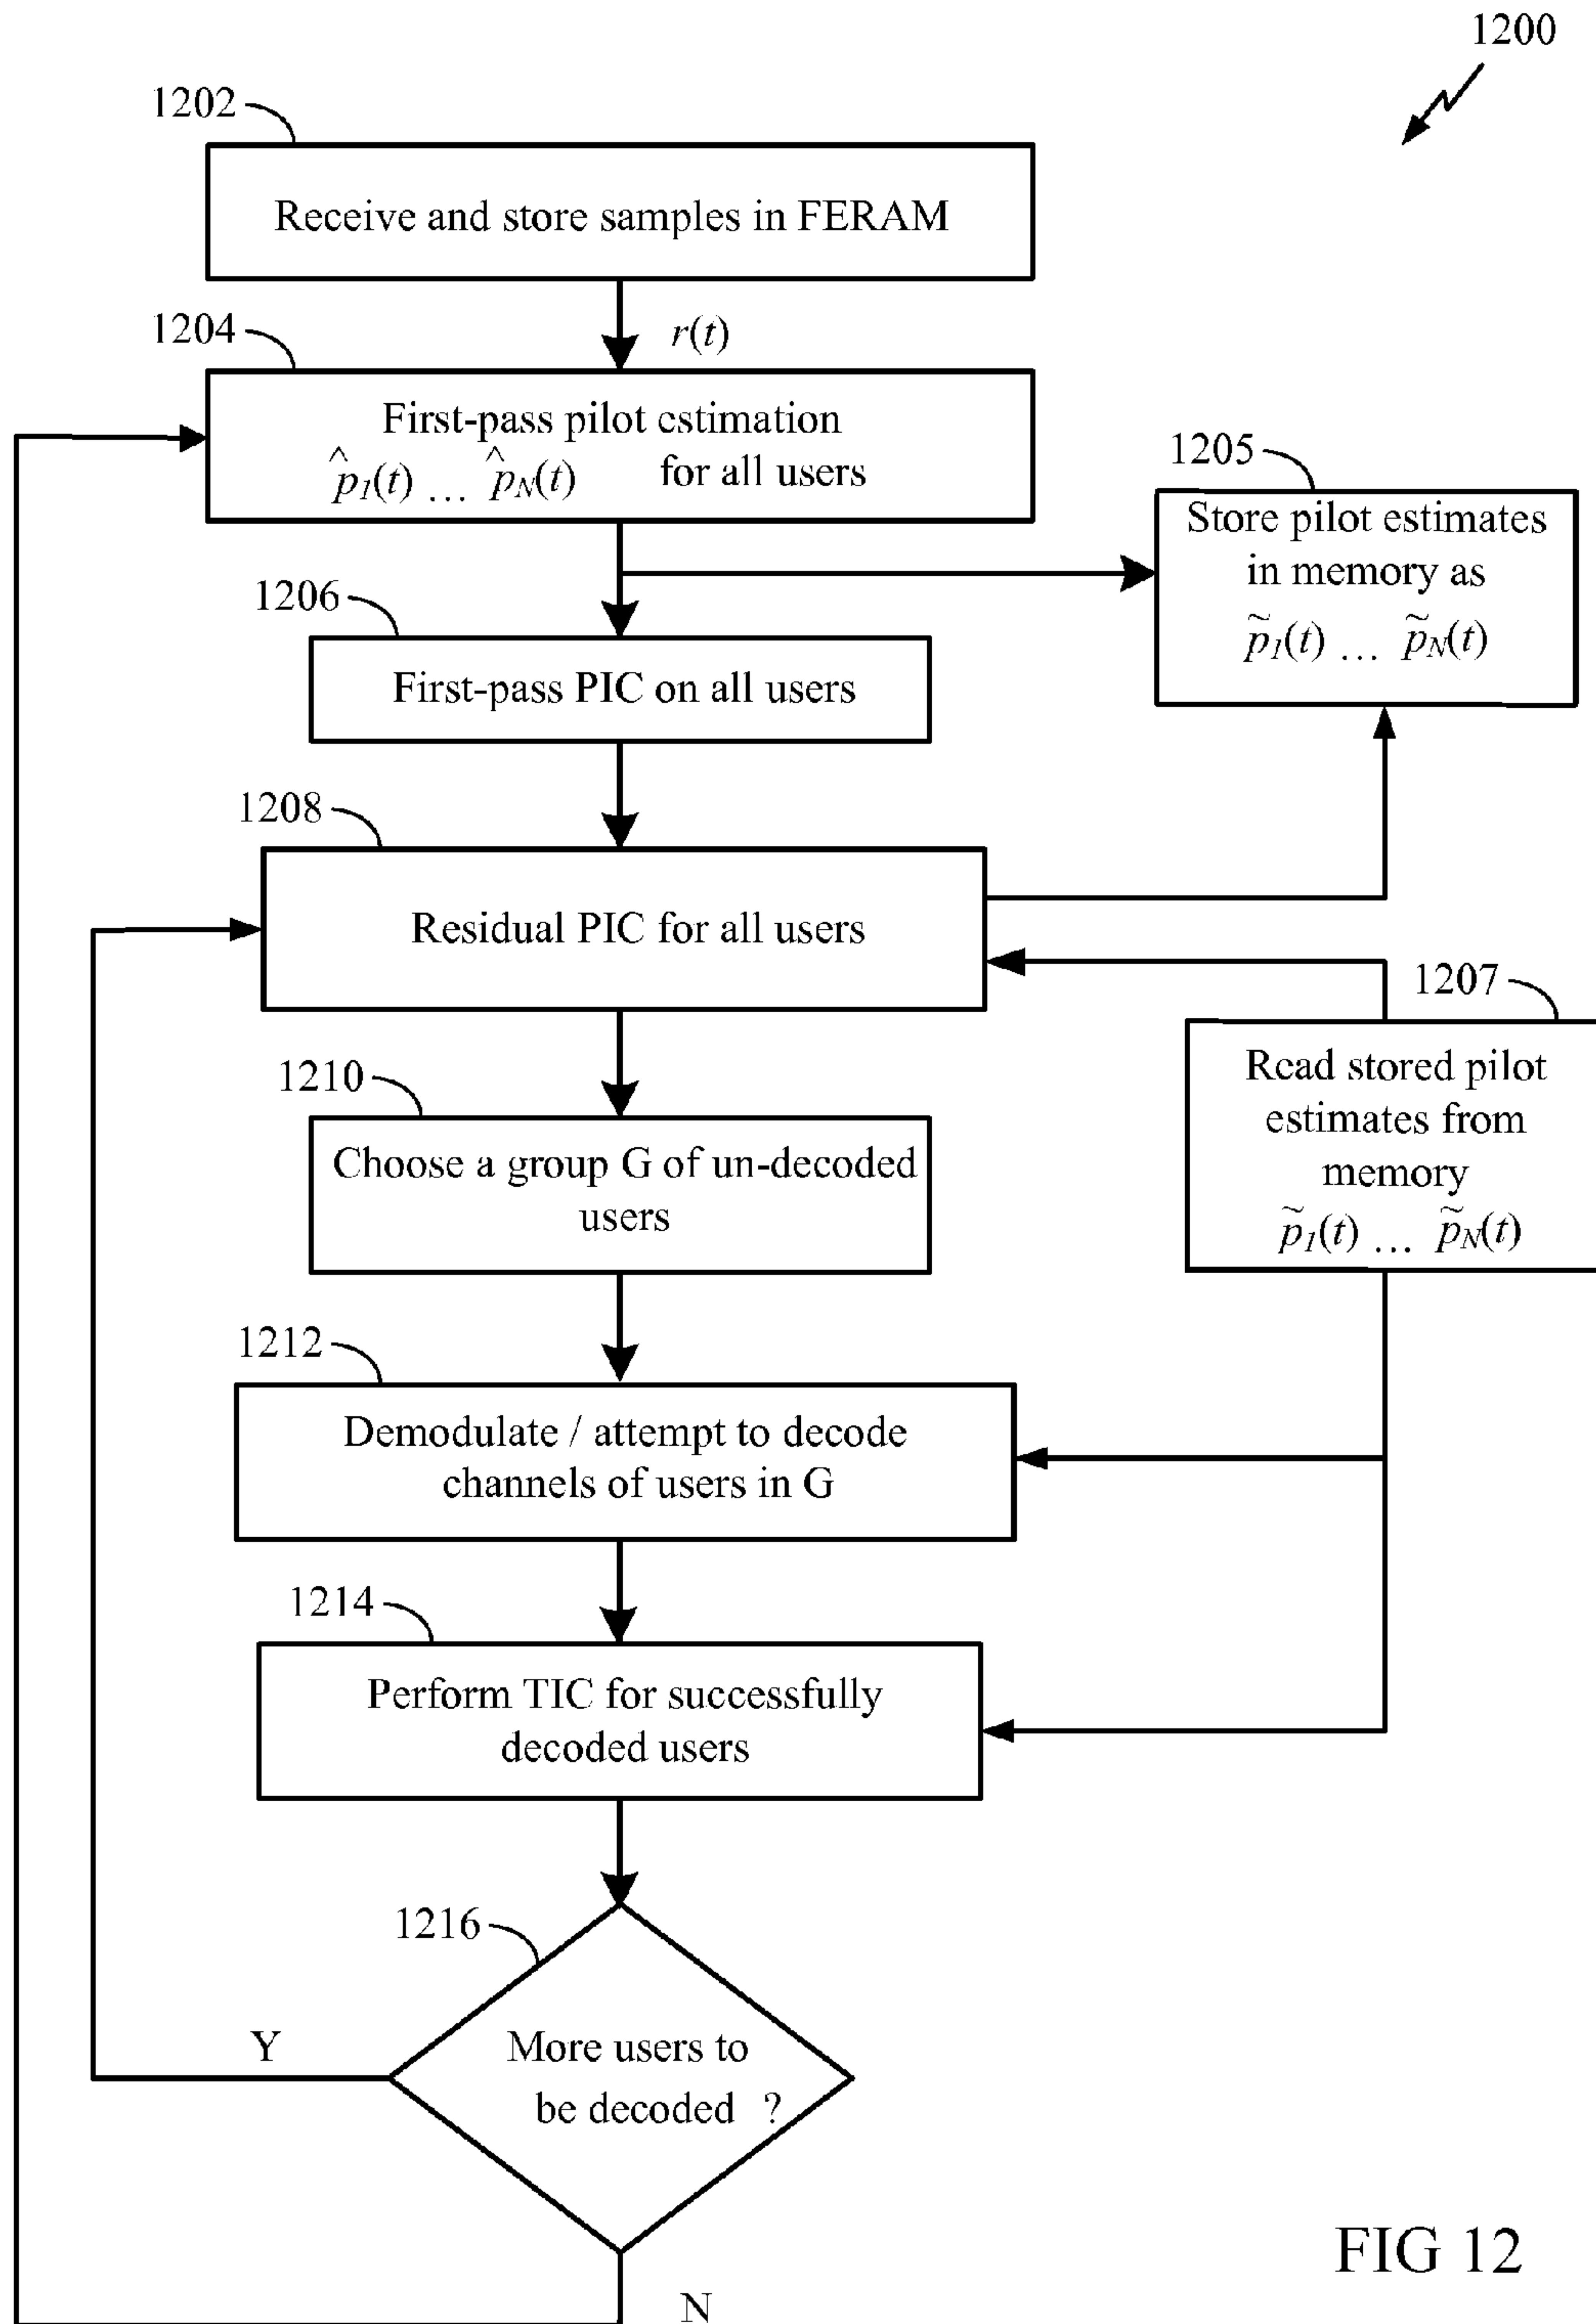 1200
1202
Receive and store samples in FERAM
1204
r(t)
First-pass pilot estimation
p̂1(t) ... p̂N(t) for all users
1205
Store pilot estimates
in memory as
p̃1(t) ... p̃N(t)
1206
First-pass PIC on all users
1208
Residual PIC for all users
1207
Read stored pilot
estimates from
memory
p̃1(t) ... p̃N(t)
1210
Choose a group G of un-decoded
users
1212
Demodulate / attempt to decode
channels of users in G
1214
Perform TIC for successfully
decoded users
1216
Y
More users to
be decoded ?
N
FIG 12